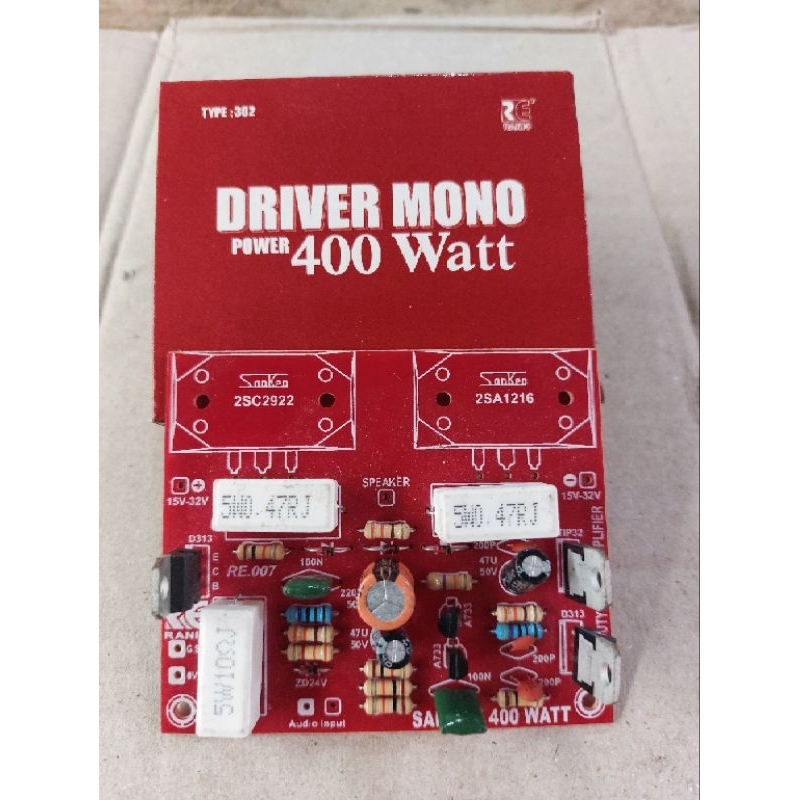 TYPE :302
DRIVER MONO
POWER 400 Watt
SanKen
2SC2922
SanKen
2SA1216
15V-32V
SPEAKER
15V-32V
5W0.47RJ
5W0.47RJ
D313
E
C
B
100N
RE.007
200P
47U
50V
TIP32
D313
47U
50V
A733
A733
200P
100N
200P
ZD24V
5W10ΩJ
Audio Input
400 WATT